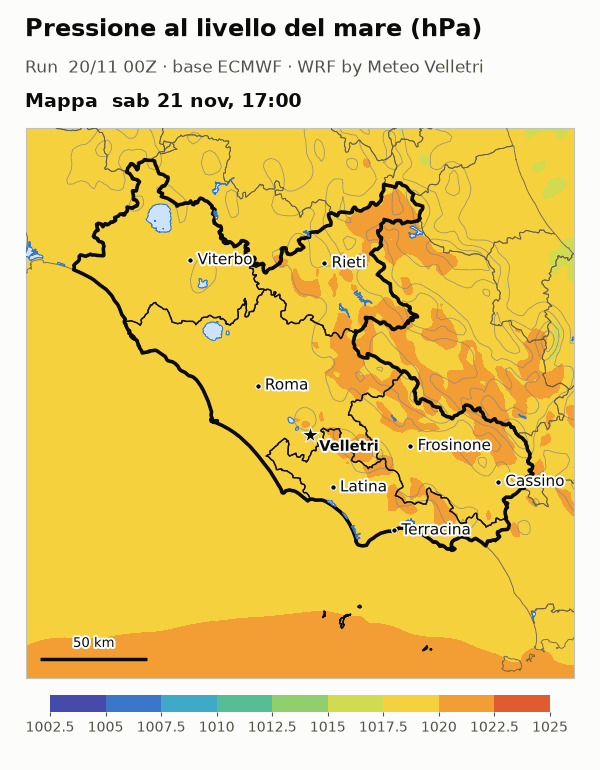 Pressione al livello del mare (hPa)
Run  20/11 00Z · base ECMWF · WRF by Meteo Velletri
Mappa  sab 21 nov, 17:00
Viterbo
Rieti
Roma
Velletri
Frosinone
Latina
Cassino
Terracina
50 km
1002.5 1005 1007.5 1010 1012.5 1015 1017.5 1020 1022.5 1025